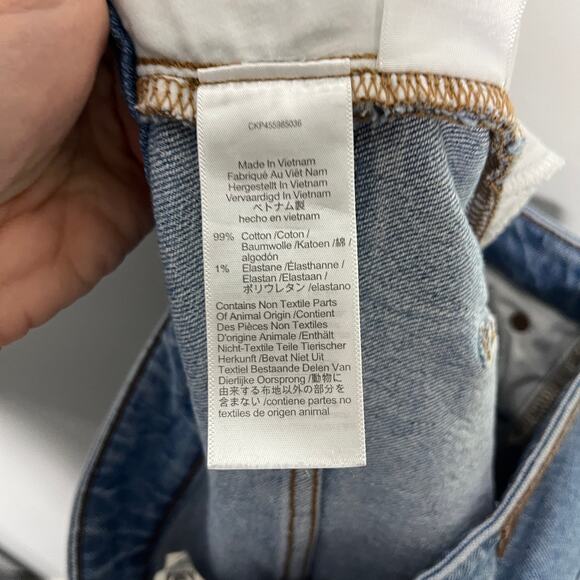 CKP455985036
Made In Vietnam
Fabriqué Au Viêt Nam
Hergestellt In Vietnam
Vervaardigd In Vietnam
ベトナム製
hecho en vietnam
99% Cotton /Coton /
Baumwolle /Katoen /綿 /
algodón
1% Elastane /Élasthanne /
Elastan /Elastaan /
ポリウレタン /elastano
Contains Non Textile Parts
Of Animal Origin /Contient
Des Pièces Non Textiles
D'origine Animale /Enthält
Nicht-Textile Teile Tierischer
Herkunft /Bevat Niet Uit
Textiel Bestaande Delen Van
Dierlijke Oorsprong /動物に
由来する布地以外の部分を
含まない /contiene partes no
textiles de origen animal